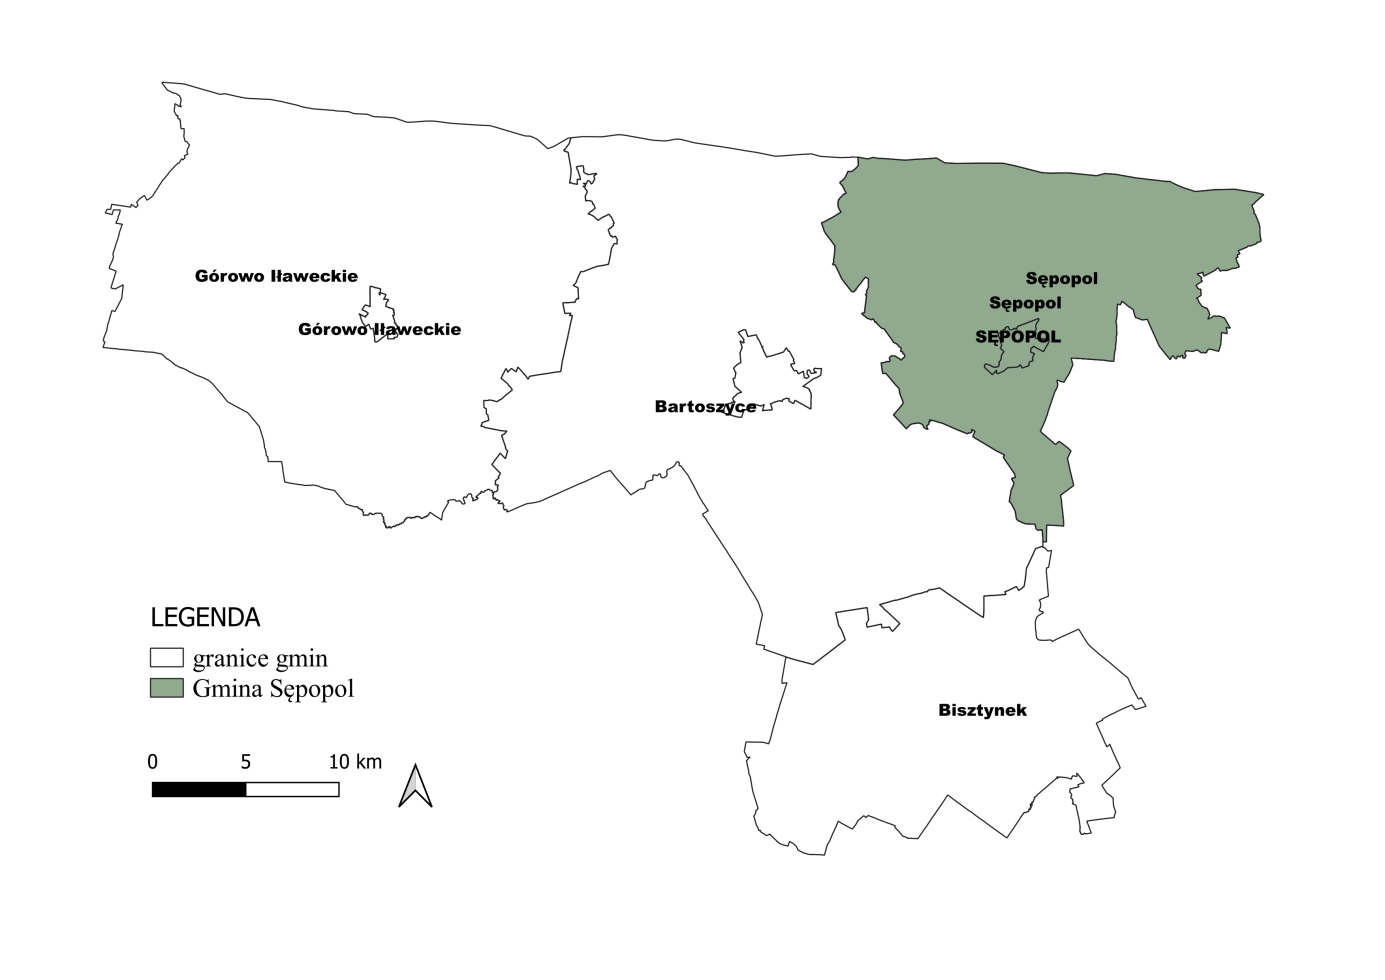 Górowo Iławeckie
Sępopol
Sępopol
Górowo Iławeckie
SĘPOPOL
Bartoszyce
LEGENDA
granice gmin
Gmina Sępopol
Bisztynek
0 5 10 km